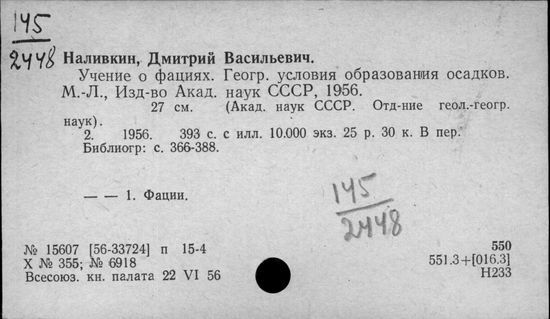 145
2448
Наливкин, Дмитрий Васильевич.
Учение о фациях. Геогр. условия образования осадков.
М.-Л., Изд-во Акад. наук СССР, 1956.
27 см. (Акад. наук СССР. Отд-ние геол.-геогр.
наук).
2. 1956. 393 с. с илл. 10.000 экз. 25 р. 30 к. В пер.
Библиогр: с. 366-388.
— — 1. Фации.
145
2448
№ 15607 [56-33724] п 15-4
X № 355; № 6918
Всесоюз. кн. палата 22 VI 56
550
551.3+[016.3]
Н233